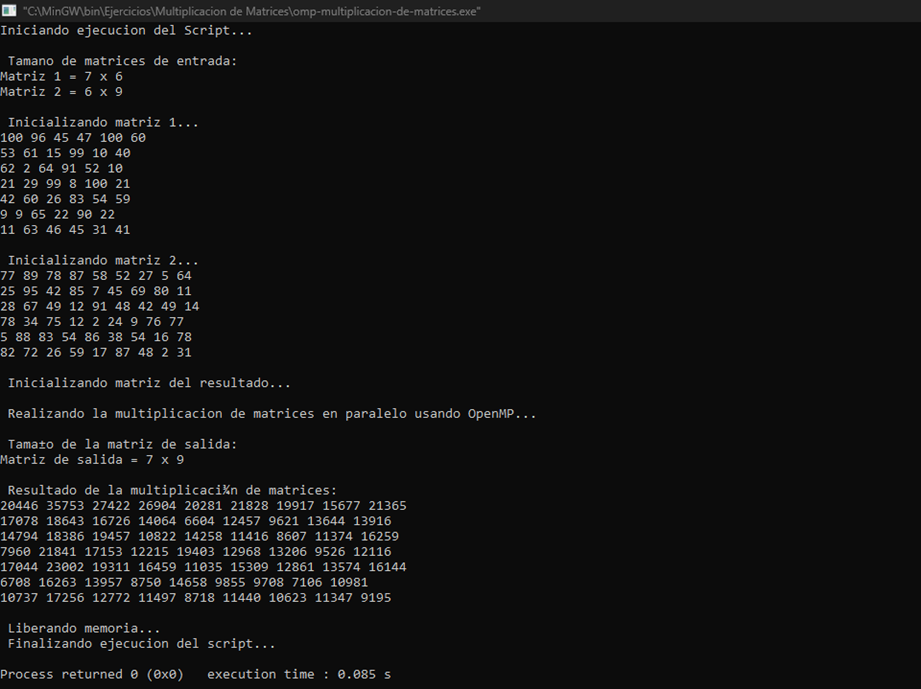 "C:\MinGW\bin\Ejercicios\Multiplicacion de Matrices\omp-multiplicacion-de-matrices.exe"
Iniciando ejecucion del Script...
Tamano de matrices de entrada:
Matriz 1 = 7 x 6
Matriz 2 = 6 x 9
Inicializando matriz 1...
100 96 45 47 100 60
53 61 15 99 10 40
62 2 64 91 52 10
21 29 99 8 100 21
42 60 26 83 54 59
9 9 65 22 90 22
11 63 46 45 31 41
Inicializando matriz 2...
77 89 78 87 58 52 27 5 64
25 95 42 85 7 45 69 80 11
28 67 49 12 91 48 42 49 14
78 34 75 12 2 24 9 76 77
5 88 83 54 86 38 54 16 78
82 72 26 59 17 87 48 2 31
Inicializando matriz del resultado...
Realizando la multiplicacion de matrices en paralelo usando OpenMP...
Tama±o de la matriz de salida:
Matriz de salida = 7 x 9
Resultado de la multiplicaci¾n de matrices:
20446 35753 27422 26904 20281 21828 19917 15677 21365
17078 18643 16726 14064 6604 12457 9621 13644 13916
14794 18386 19457 10822 14258 11416 8607 11374 16259
7960 21841 17153 12215 19403 12968 13206 9526 12116
17044 23002 19311 16459 11035 15309 12861 13574 16144
6708 16263 13957 8750 14658 9855 9708 7106 10981
10737 17256 12772 11497 8718 11440 10623 11347 9195
Liberando memoria...
Finalizando ejecucion del script...
Process returned 0 (0x0)   execution time : 0.085 s